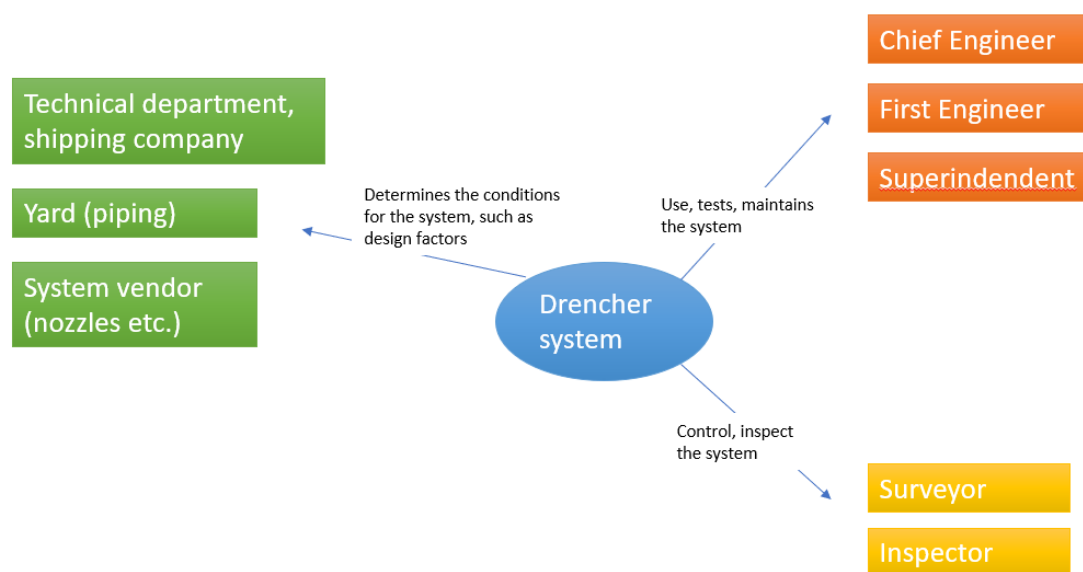 Technical department,
shipping company
Yard (piping)
System vendor
(nozzles etc.)
Determines the conditions
for the system, such as
design factors
Drencher
system
Use, tests, maintains
the system
Chief Engineer
First Engineer
Superindendent
Control, inspect
the system
Surveyor
Inspector